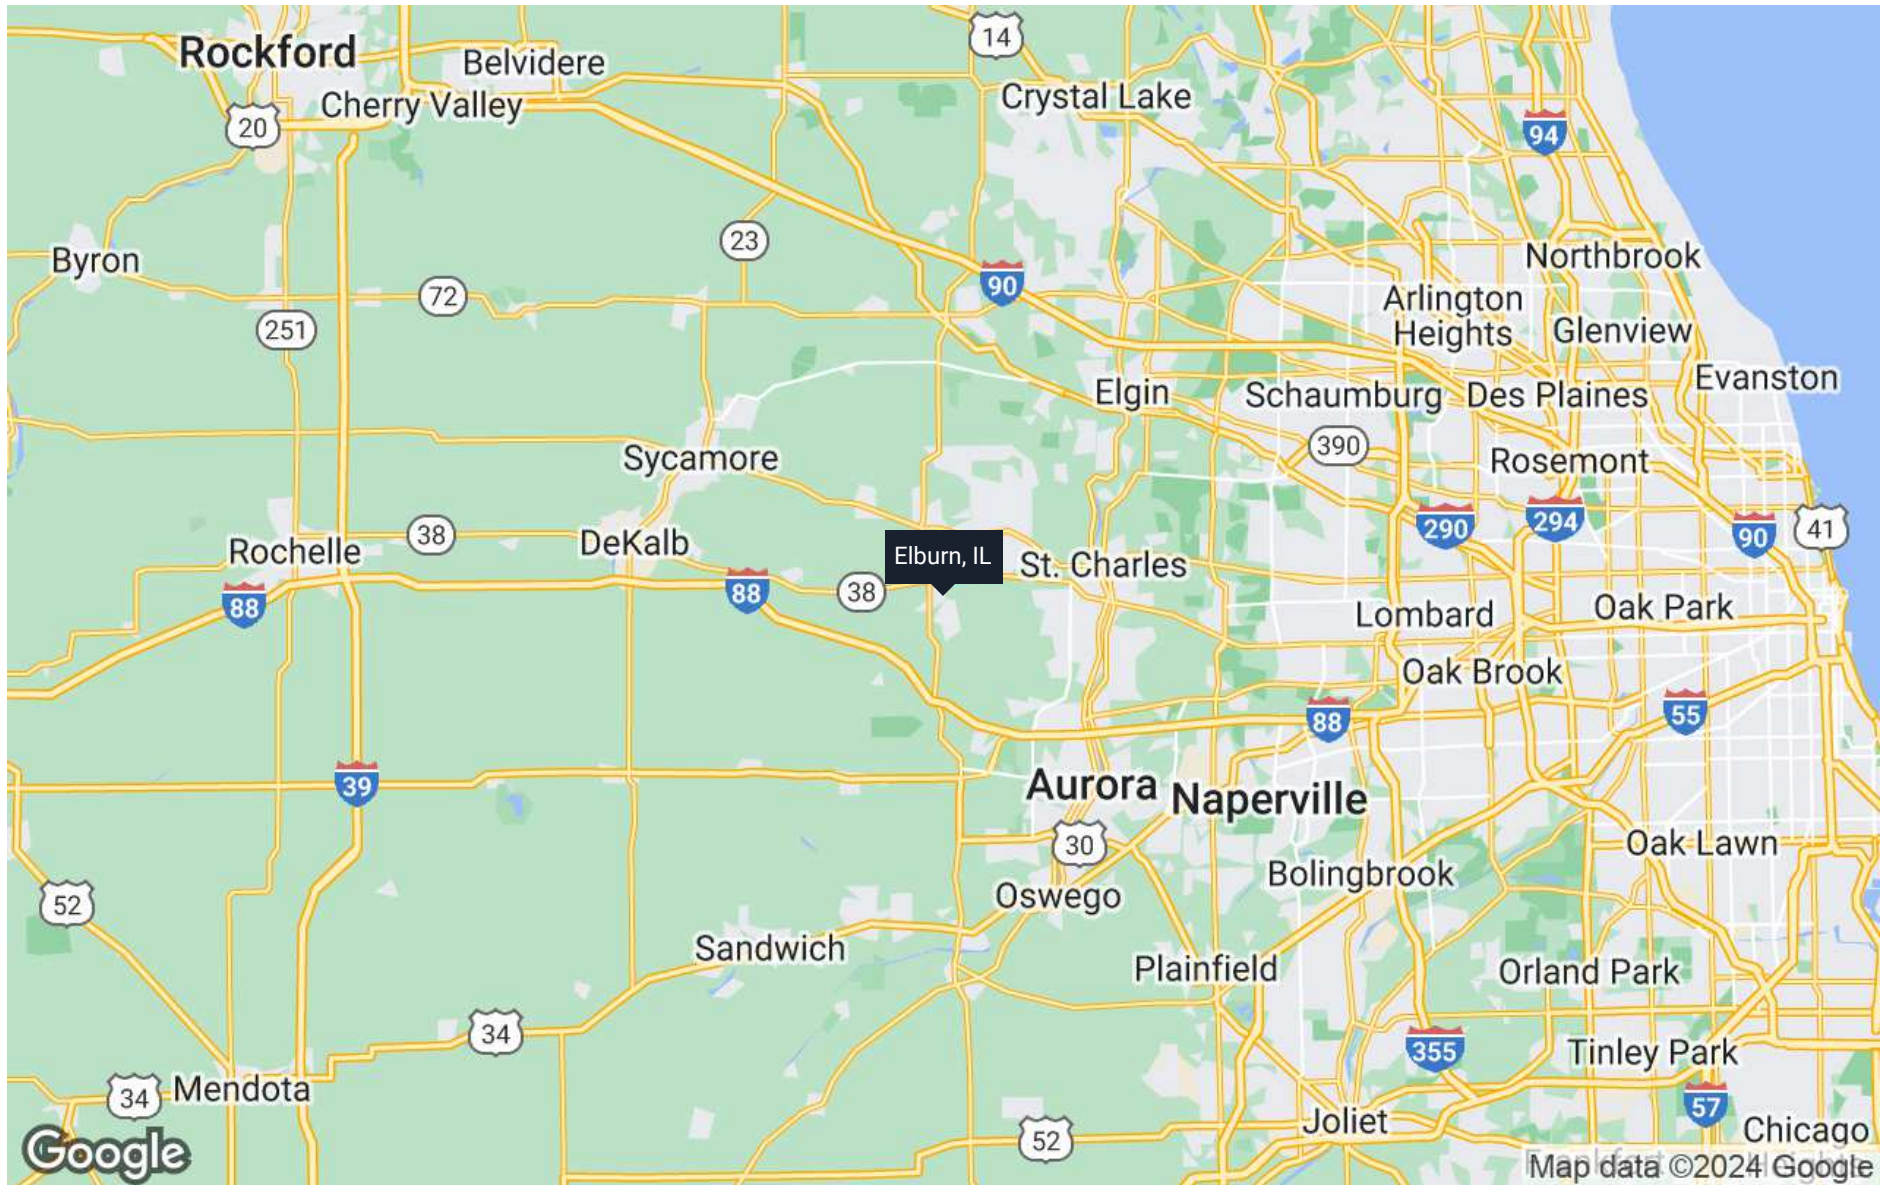 Rockford
Belvidere
14
Cherry Valley
Crystal Lake
20
94
23
Byron
Northbrook
72
90
Arlington
Heights
251
Glenview
Elgin
Schaumburg
Des Plaines
Evanston
390
Sycamore
Rosemont
38
290
294
90
41
Rochelle
DeKalb
Elburn, IL
St. Charles
88
88
38
Lombard
Oak Park
Oak Brook
88
55
39
Aurora
Naperville
30
Oak Lawn
Bolingbrook
52
Oswego
Sandwich
Plainfield
Orland Park
34
355
Tinley Park
34
Mendota
57
Joliet
52
Chicago
Heights
Google
Map data ©2024 Google